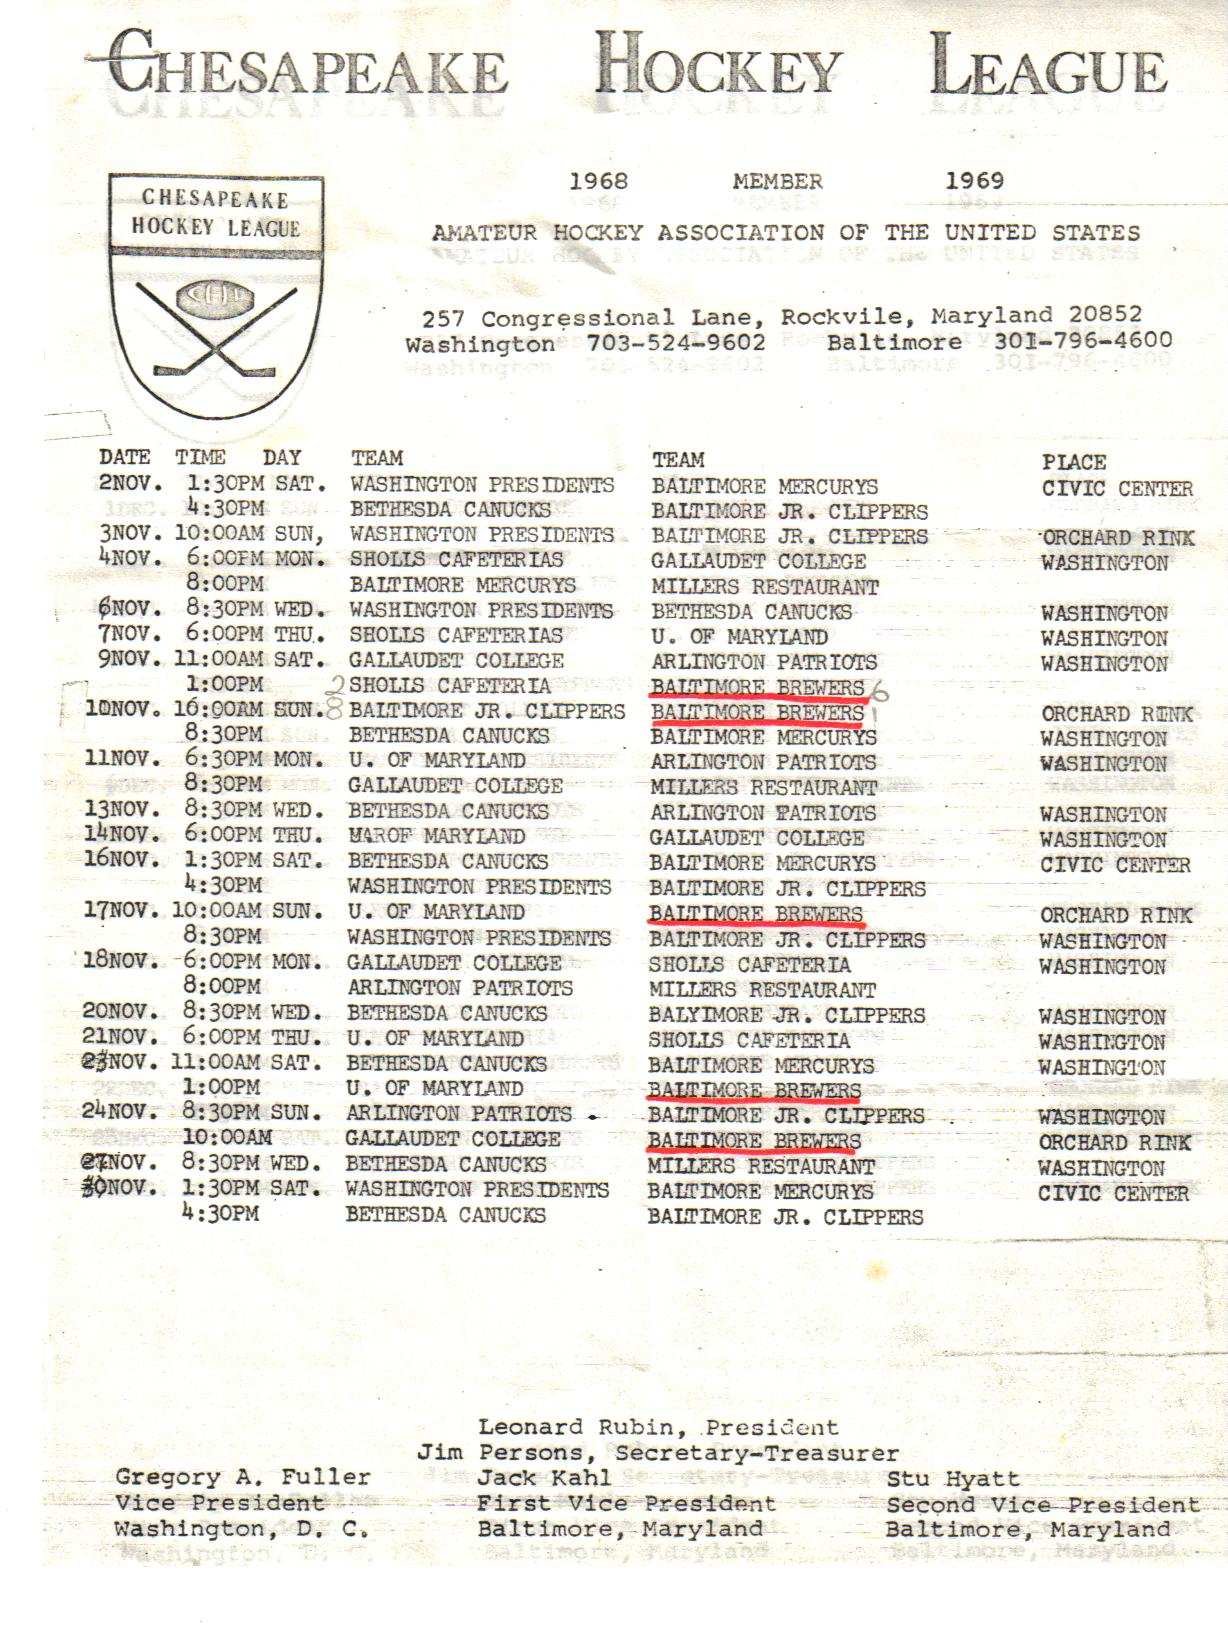 CHESAPEAKE HOCKEY LEAGUE
CHESAPEAKE
HOCKEY LEAGUE
CHL
1968 MEMBER 1969
AMATEUR HOCKEY ASSOCIATION OF THE UNITED STATES
257 Congressional Lane, Rockvile, Maryland 20852
Washington 703-524-9602 Baltimore 301-796-4600
DATE TIME DAY TEAM TEAM PLACE
2NOV. 1:30PM SAT. WASHINGTON PRESIDENTS BALTIMORE MERCURYS CIVIC CENTER
4:30PM BETHESDA CANUCKS BALTIMORE JR. CLIPPERS
3NOV. 10:00AM SUN, WASHINGTON PRESIDENTS BALTIMORE JR. CLIPPERS ORCHARD RINK
4NOV. 6:00PM MON. SHOLLS CAFETERIAS GALLAUDET COLLEGE WASHINGTON
8:00PM BALTIMORE MERCURYS MILLERS RESTAURANT
6NOV. 8:30PM WED. WASHINGTON PRESIDENTS BETHESDA CANUCKS WASHINGTON
7NOV. 6:00PM THU. SHOLLS CAFETERIAS U. OF MARYLAND WASHINGTON
9NOV. 11:00AM SAT. GALLAUDET COLLEGE ARLINGTON PATRIOTS WASHINGTON
1:00PM 2 SHOLLS CAFETERIA BALTIMORE BREWERS 6
10NOV. 10:00AM SUN. 8 BALTIMORE JR. CLIPPERS BALTIMORE BREWERS 1 ORCHARD RINK
8:30PM BETHESDA CANUCKS BALTIMORE MERCURYS WASHINGTON
11NOV. 6:30PM MON. U. OF MARYLAND ARLINGTON PATRIOTS WASHINGTON
8:30PM GALLAUDET COLLEGE MILLERS RESTAURANT
13NOV. 8:30PM WED. BETHESDA CANUCKS ARLINGTON PATRIOTS WASHINGTON
14NOV. 6:00PM THU. MAROF MARYLAND GALLAUDET COLLEGE WASHINGTON
16NOV. 1:30PM SAT. BETHESDA CANUCKS BALTIMORE MERCURYS CIVIC CENTER
4:30PM WASHINGTON PRESIDENTS BALTIMORE JR. CLIPPERS
17NOV. 10:00AM SUN. U. OF MARYLAND BALTIMORE BREWERS ORCHARD RINK
8:30PM WASHINGTON PRESIDENTS BALTIMORE JR. CLIPPERS WASHINGTON
18NOV. 6:00PM MON. GALLAUDET COLLEGE SHOLLS CAFETERIA WASHINGTON
8:00PM ARLINGTON PATRIOTS MILLERS RESTAURANT
20NOV. 8:30PM WED. BETHESDA CANUCKS BALYIMORE JR. CLIPPERS WASHINGTON
21NOV. 6:00PM THU. U. OF MARYLAND SHOLLS CAFETERIA WASHINGTON
23NOV. 11:00AM SAT. BETHESDA CANUCKS BALTIMORE MERCURYS WASHINGTON
1:00PM U. OF MARYLAND BALTIMORE BREWERS
24NOV. 8:30PM SUN. ARLINGTON PATRIOTS BALTIMORE JR. CLIPPERS WASHINGTON
10:00AM GALLAUDET COLLEGE BALTIMORE BREWERS ORCHARD RINK
27NOV. 8:30PM WED. BETHESDA CANUCKS MILLERS RESTAURANT WASHINGTON
30NOV. 1:30PM SAT. WASHINGTON PRESIDENTS BALTIMORE MERCURYS CIVIC CENTER
4:30PM BETHESDA CANUCKS BALTIMORE JR. CLIPPERS
Leonard Rubin, President
Jim Persons, Secretary-Treasurer
Gregory A. Fuller Jack Kahl Stu Hyatt
Vice President First Vice President Second Vice President
Washington, D. C. Baltimore, Maryland Baltimore, Maryland